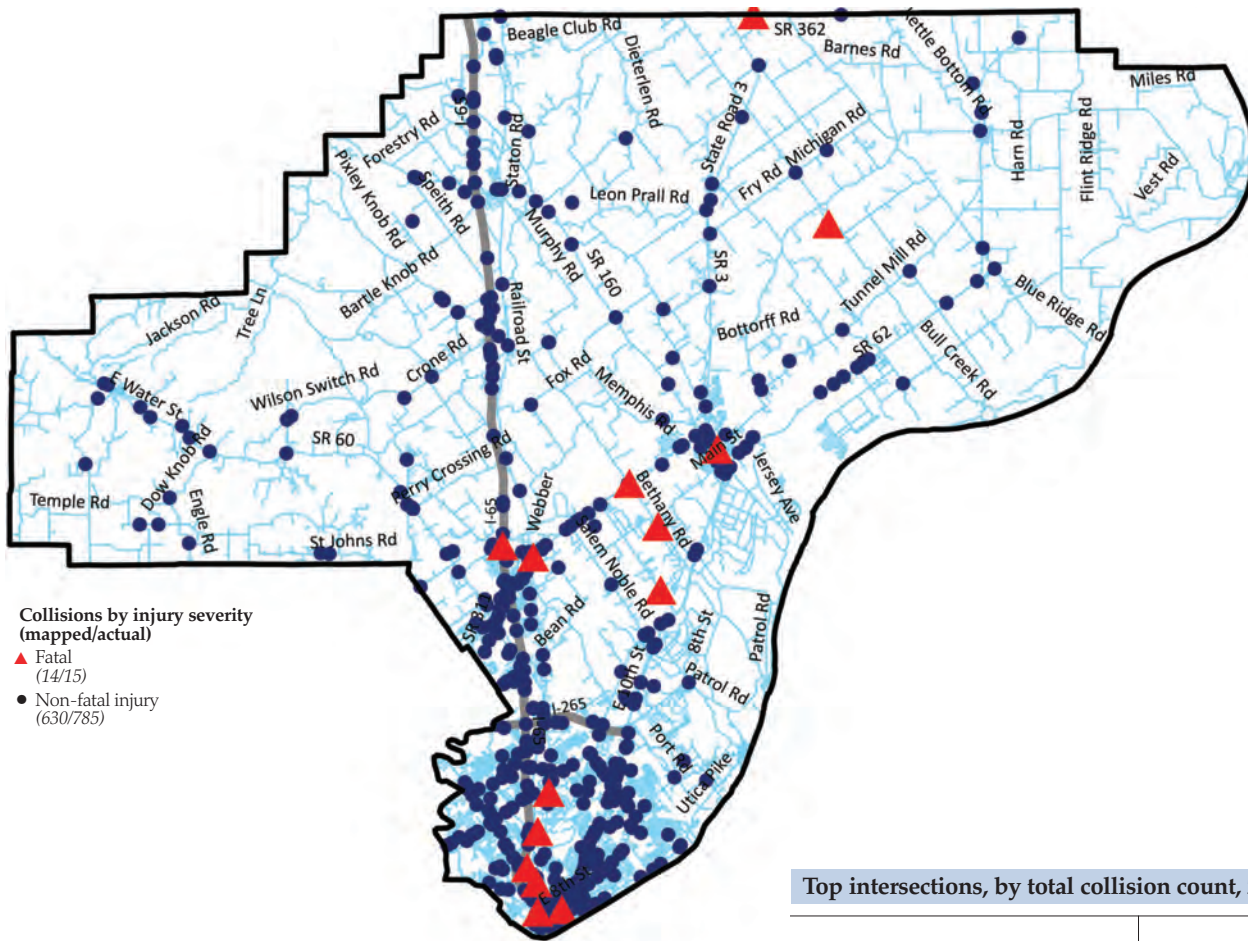 Beagle Club Rd
SR 362
Barnes Rd
Kettle Bottom Rd
Miles Rd
Dieterlen Rd
I-65
Forestry Rd
Staton Rd
State Road 3
Michigan Rd
Harn Rd
Flint Ridge Rd
Vest Rd
Pixley Knob Rd
Speith Rd
Leon Prall Rd
Fry Rd
Murphy Rd
SR 160
SR 3
Tunnel Mill Rd
Bartle Knob Rd
Blue Ridge Rd
Jackson Rd
Tree Ln
Railroad St
Bottorff Rd
SR 62
Bull Creek Rd
Crone Rd
Fox Rd
Memphis Rd
E Water St
Wilson Switch Rd
SR 60
Dow Knob Rd
Perry Crossing Rd
Main St
Jersey Ave
Temple Rd
Engle Rd
St Johns Rd
I-65
Webber
Bethany Rd
Salem Noble Rd
SR 311
Bean Rd
8th St
Patrol Rd
E 10th St
Patrol Rd
I-265
I-65
Port Rd
Utica Pike
E 8th St
Collisions by injury severity
(mapped/actual)
Fatal
(14/15)
Non-fatal injury
(630/785)
Top intersections, by total collision count,